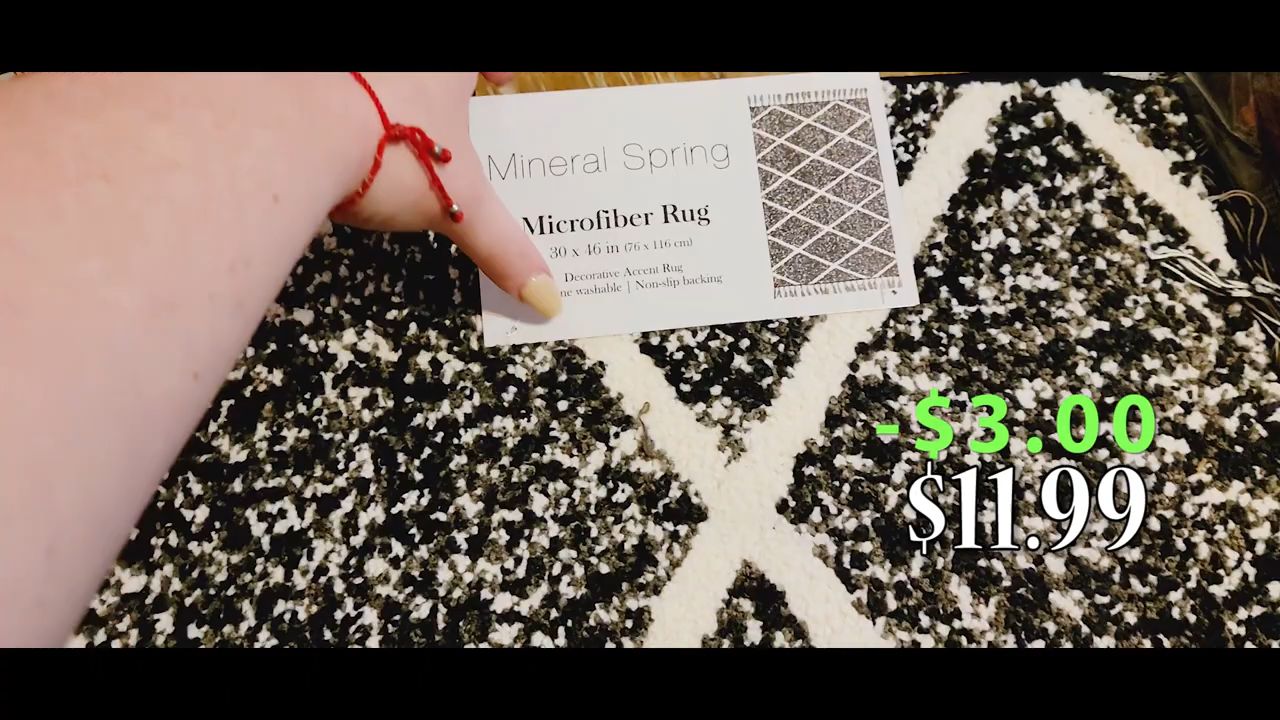 Mineral Spring
Microfiber Rug
30 x 46 in (76 x 116 cm)
Decorative Accent Rug
washable | Non-slip backing
-$3.00
$11.99